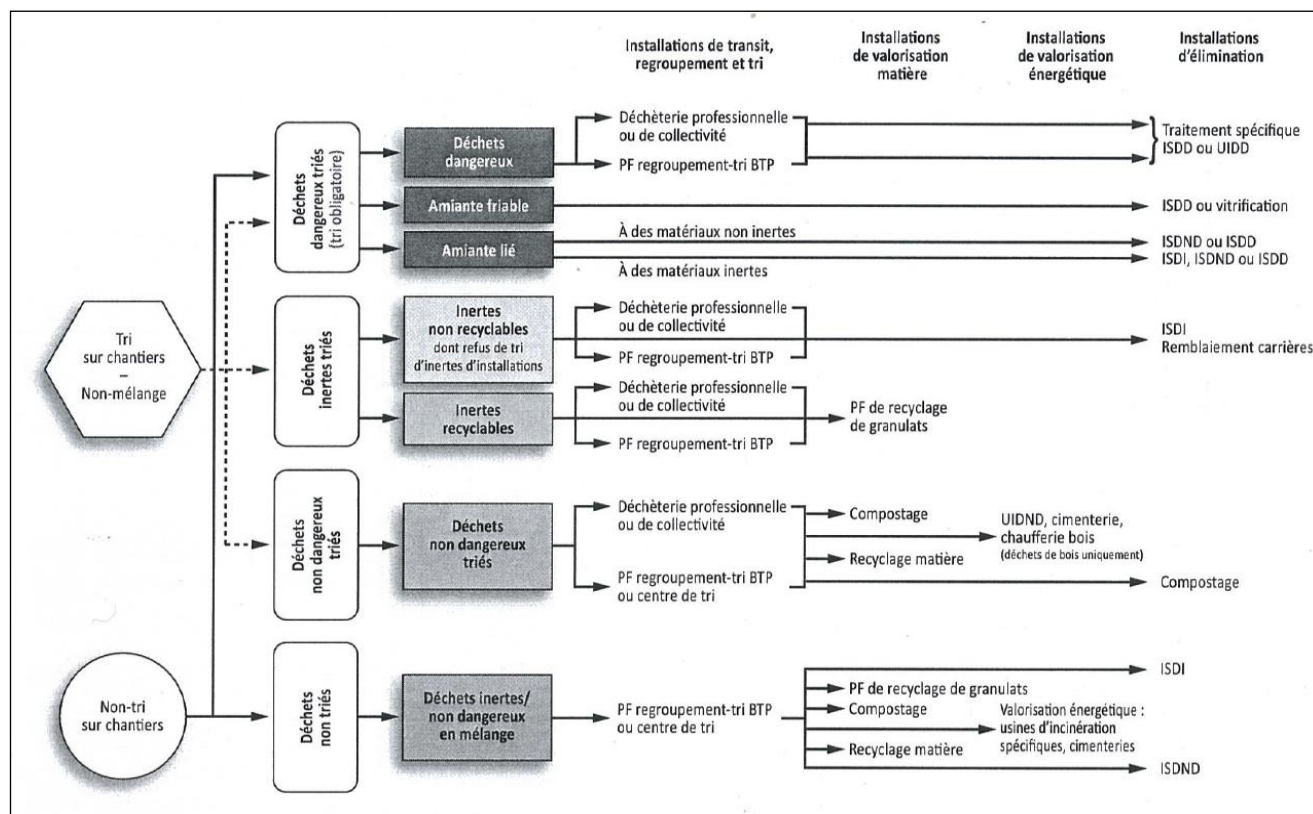 Installations de transit,
regroupement et tri
Installations
de valorisation
matière
Installations
de valorisation
énergétique
Installations
d'élimination
Tri
sur chantiers
–
Non-mélange
Non-tri
sur chantiers
Déchets
dangereux triés
(tri obligatoire)
Déchets
dangereux
Déchèterie professionnelle
ou de collectivité
PF regroupement-tri BTP
Traitement spécifique
ISDD ou UIDD
Amiante friable
ISDD ou vitrification
Amiante lié
À des matériaux non inertes
ISDND ou ISDD
À des matériaux inertes
ISDI, ISDND ou ISDD
Déchets
inertes triés
Inertes
non recyclables
dont refus de tri
d'inertes d'installations
Déchèterie professionnelle
ou de collectivité
PF regroupement-tri BTP
ISDI
Remblaiement carrières
Inertes
recyclables
Déchèterie professionnelle
ou de collectivité
PF regroupement-tri BTP
PF de recyclage
de granulats
Déchets
non dangereux
triés
Déchets
non dangereux
triés
Déchèterie professionnelle
ou de collectivité
PF regroupement-tri BTP
ou centre de tri
Compostage
Recyclage matière
UIDND, cimenterie,
chaufferie bois
(déchets de bois uniquement)
Compostage
Déchets
non triés
Déchets inertes/
non dangereux
en mélange
PF regroupement-tri BTP
ou centre de tri
ISDI
PF de recyclage de granulats
Compostage
Recyclage matière
Valorisation énergétique :
usines d'incinération
spécifiques, cimenteries
ISDND